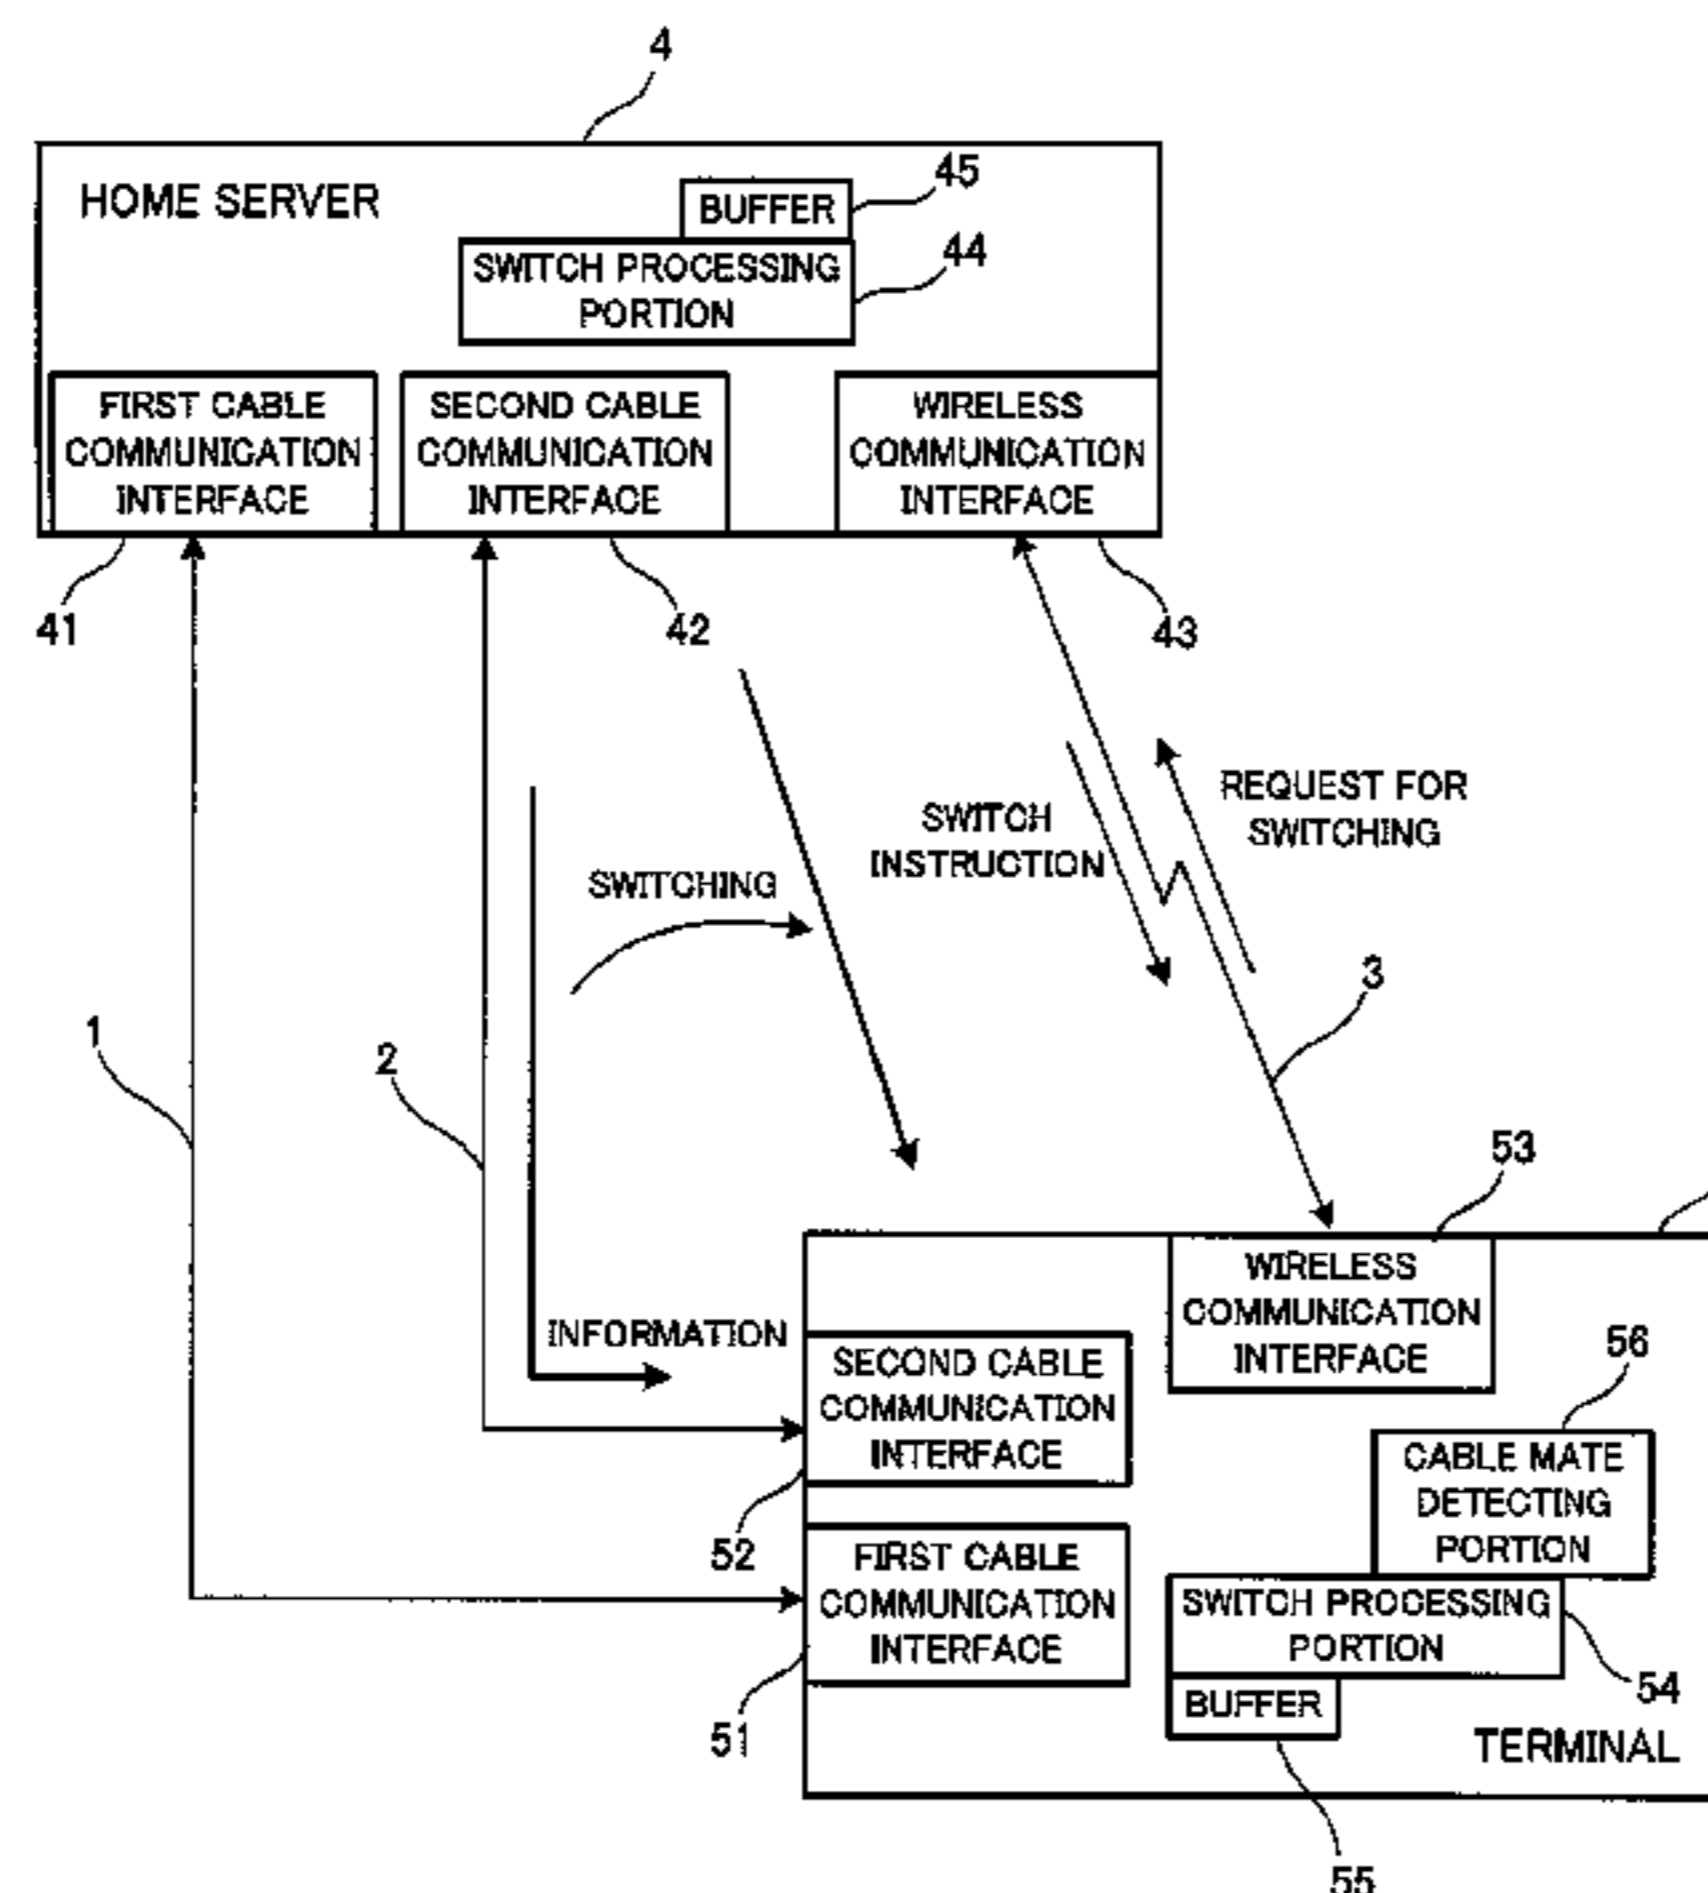 4
HOME SERVER
45
BUFFER
44
SWITCH PROCESSING
PORTION
FIRST CABLE
COMMUNICATION
INTERFACE
SECOND CABLE
COMMUNICATION
INTERFACE
WIRELESS
COMMUNICATION
INTERFACE
41
42
43
REQUEST FOR
SWITCHING
SWITCH
INSTRUCTION
SWITCHING
3
1
2
53
WIRELESS
COMMUNICATION
INTERFACE
INFORMATION
56
SECOND CABLE
COMMUNICATION
INTERFACE
CABLE MATE
DETECTING
PORTION
52
FIRST CABLE
COMMUNICATION
INTERFACE
SWITCH PROCESSING
PORTION
54
51
BUFFER
TERMINAL
55